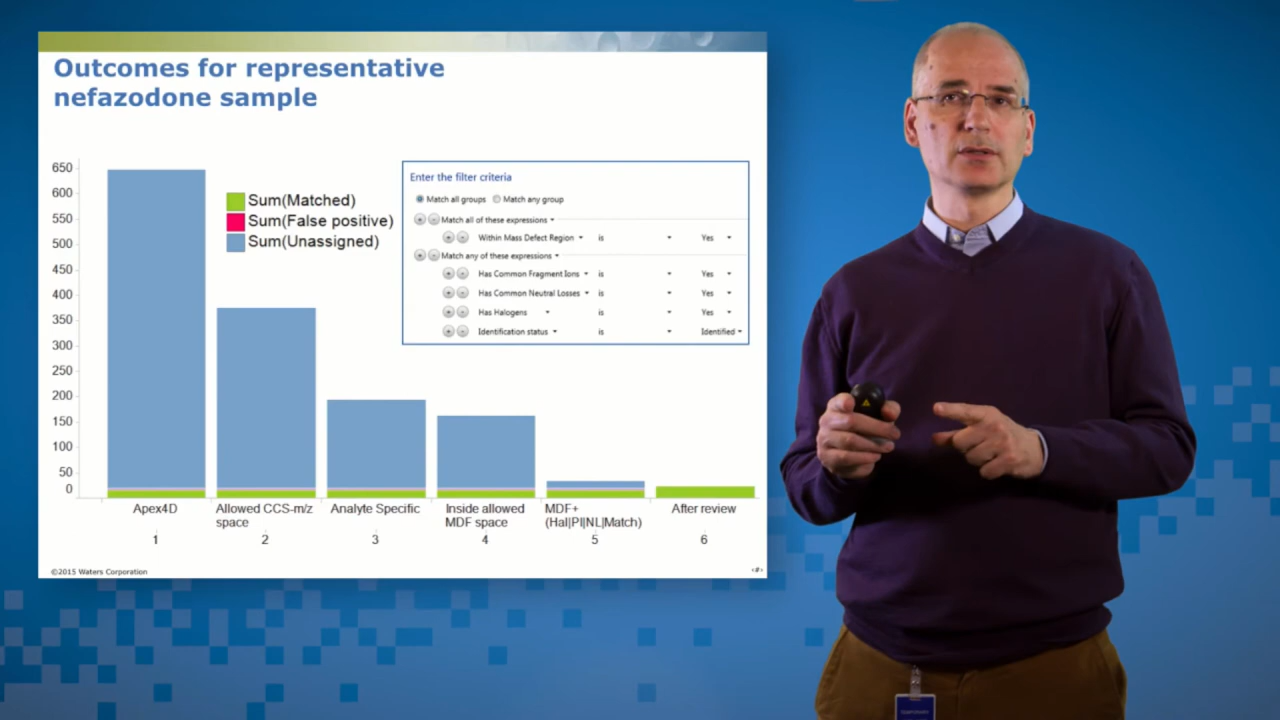 Outcomes for representative
nefazodone sample
650
600
550
500
450
400
350
300
250
200
150
100
50
0
Sum(Matched)
Sum(False positive)
Sum(Unassigned)
Enter the filter criteria
Match all groups Match any group
Match all of these expressions
Within Mass Defect Region is Yes
Match any of these expressions
Has Common Fragment Ions is Yes
Has Common Neutral Losses is Yes
Has Halogens is Yes
Identification status is Identified
Apex4D Allowed CCS-m/z Analyte Specific Inside allowed MDF+ After review
space MDF space (Hal|PI|NL|Match)
1 2 3 4 5 6
©2015 Waters Corporation ‹#›